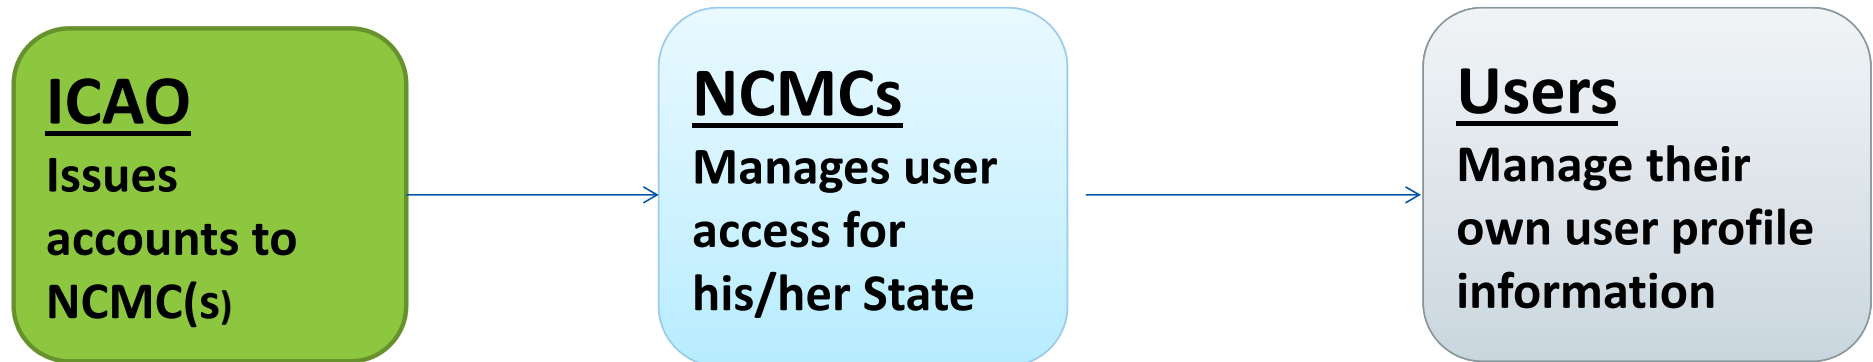 ICAO
Issues
accounts to
NCMC(s)
NCMCs
Manages user
access for
his/her State
Users
Manage their
own user profile
information